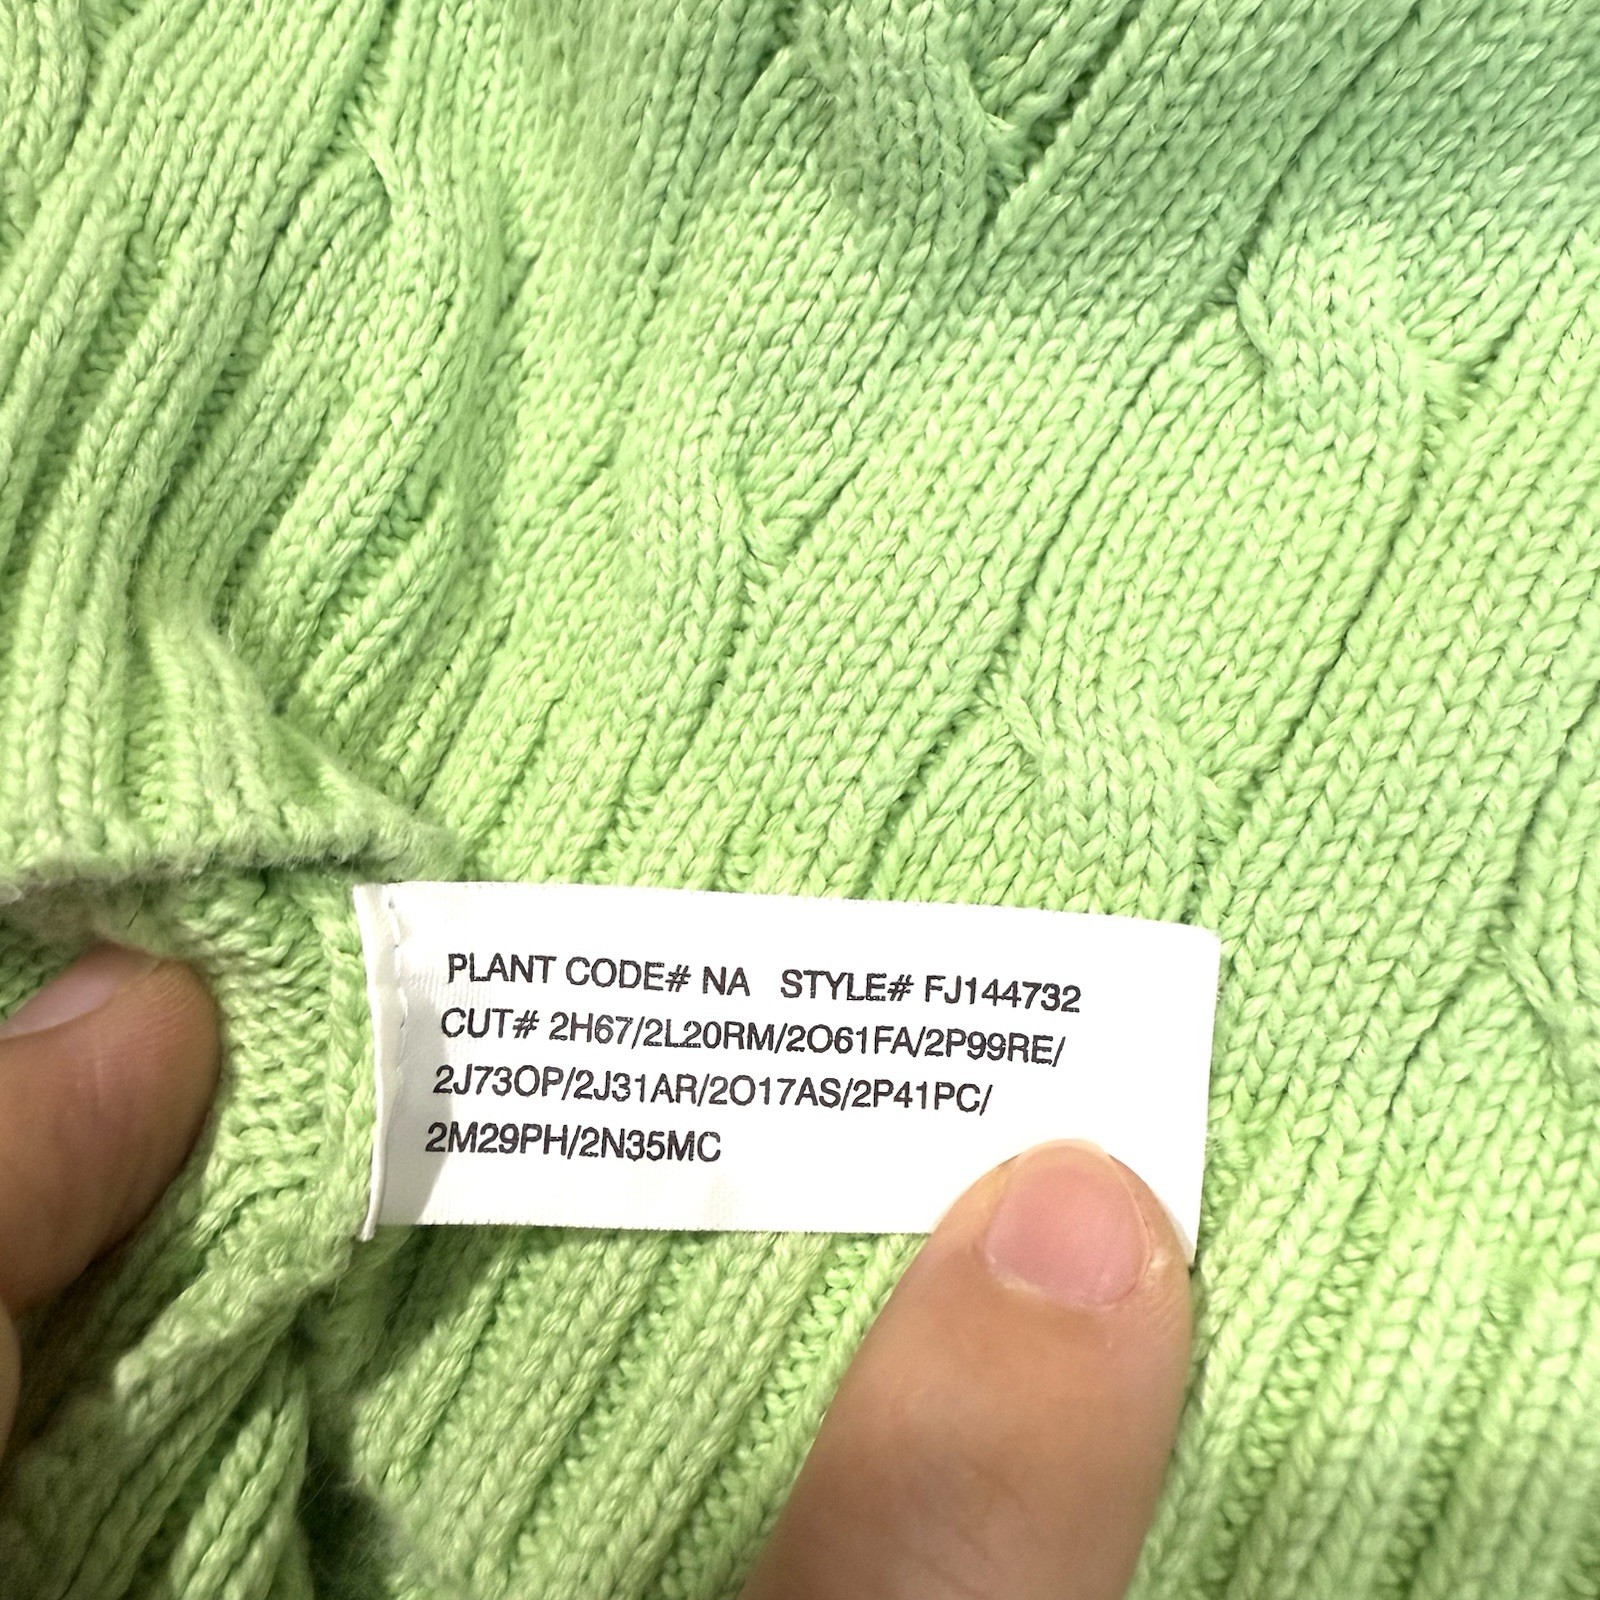 PLANT CODE# NA STYLE# FJ144732
CUT# 2H67/2L20RM/2O61FA/2P99RE/
2J73OP/2J31AR/2O17AS/2P41PC/
2M29PH/2N35MC